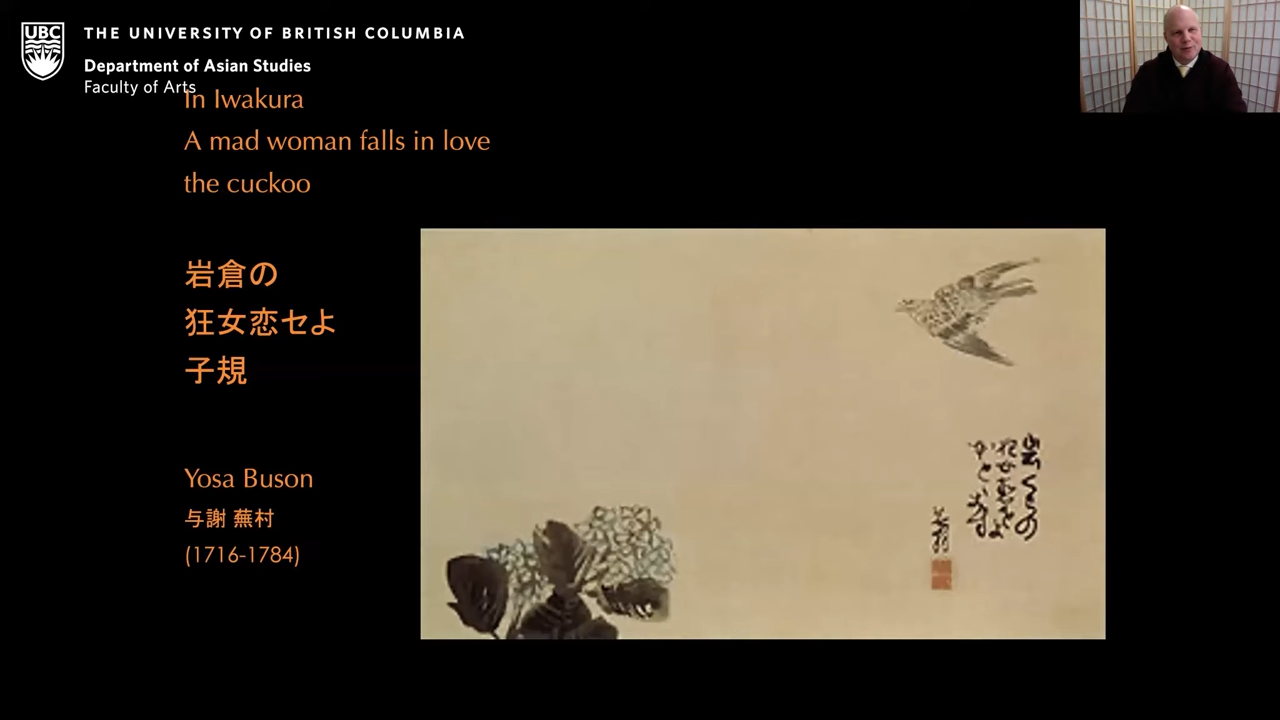 UBC
THE UNIVERSITY OF BRITISH COLUMBIA
Department of Asian Studies
Faculty of Arts
In Iwakura
A mad woman falls in love
the cuckoo
岩倉の
狂女恋セよ
子規
Yosa Buson
与謝 蕪村
(1716-1784)